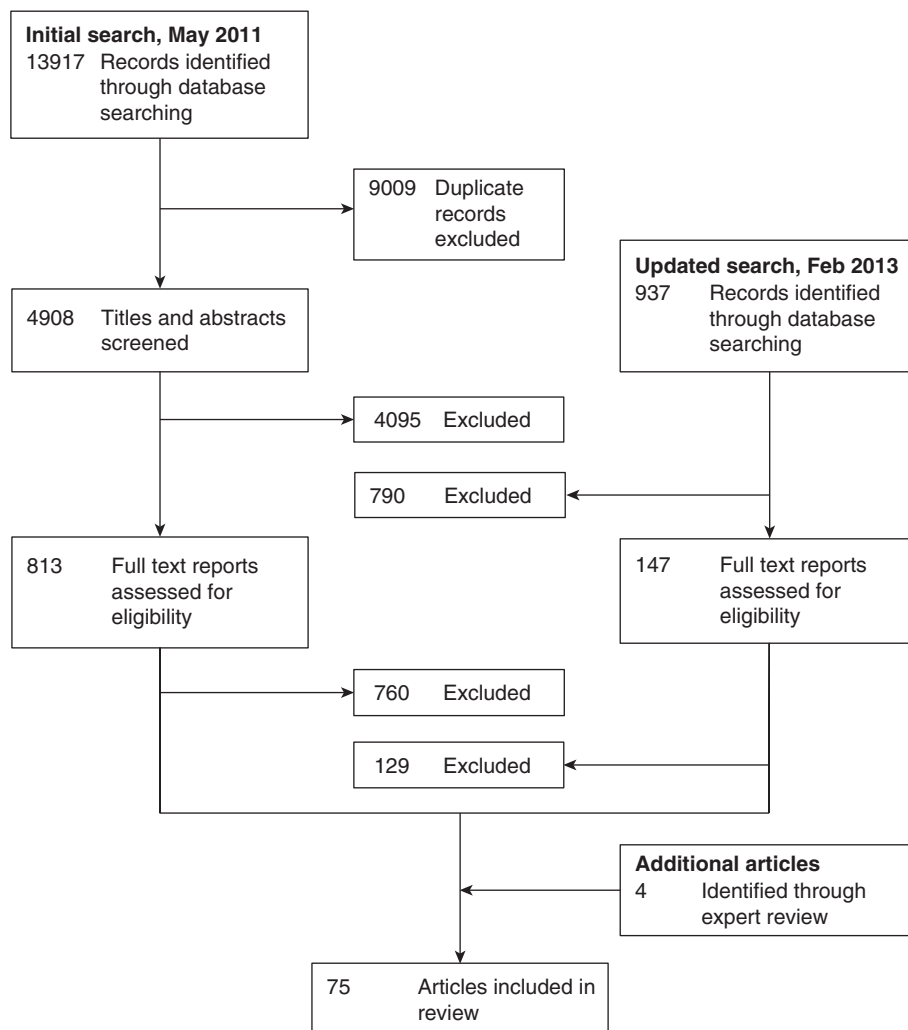 Initial search, May 2011
13917 Records identified
through database
searching
9009 Duplicate
records
excluded
Updated search, Feb 2013
937 Records identified
through database
searching
4908 Titles and abstracts
screened
4095 Excluded
790 Excluded
813 Full text reports
assessed for
eligibility
147 Full text reports
assessed for
eligibility
760 Excluded
129 Excluded
Additional articles
4 Identified through
expert review
75 Articles included in
review